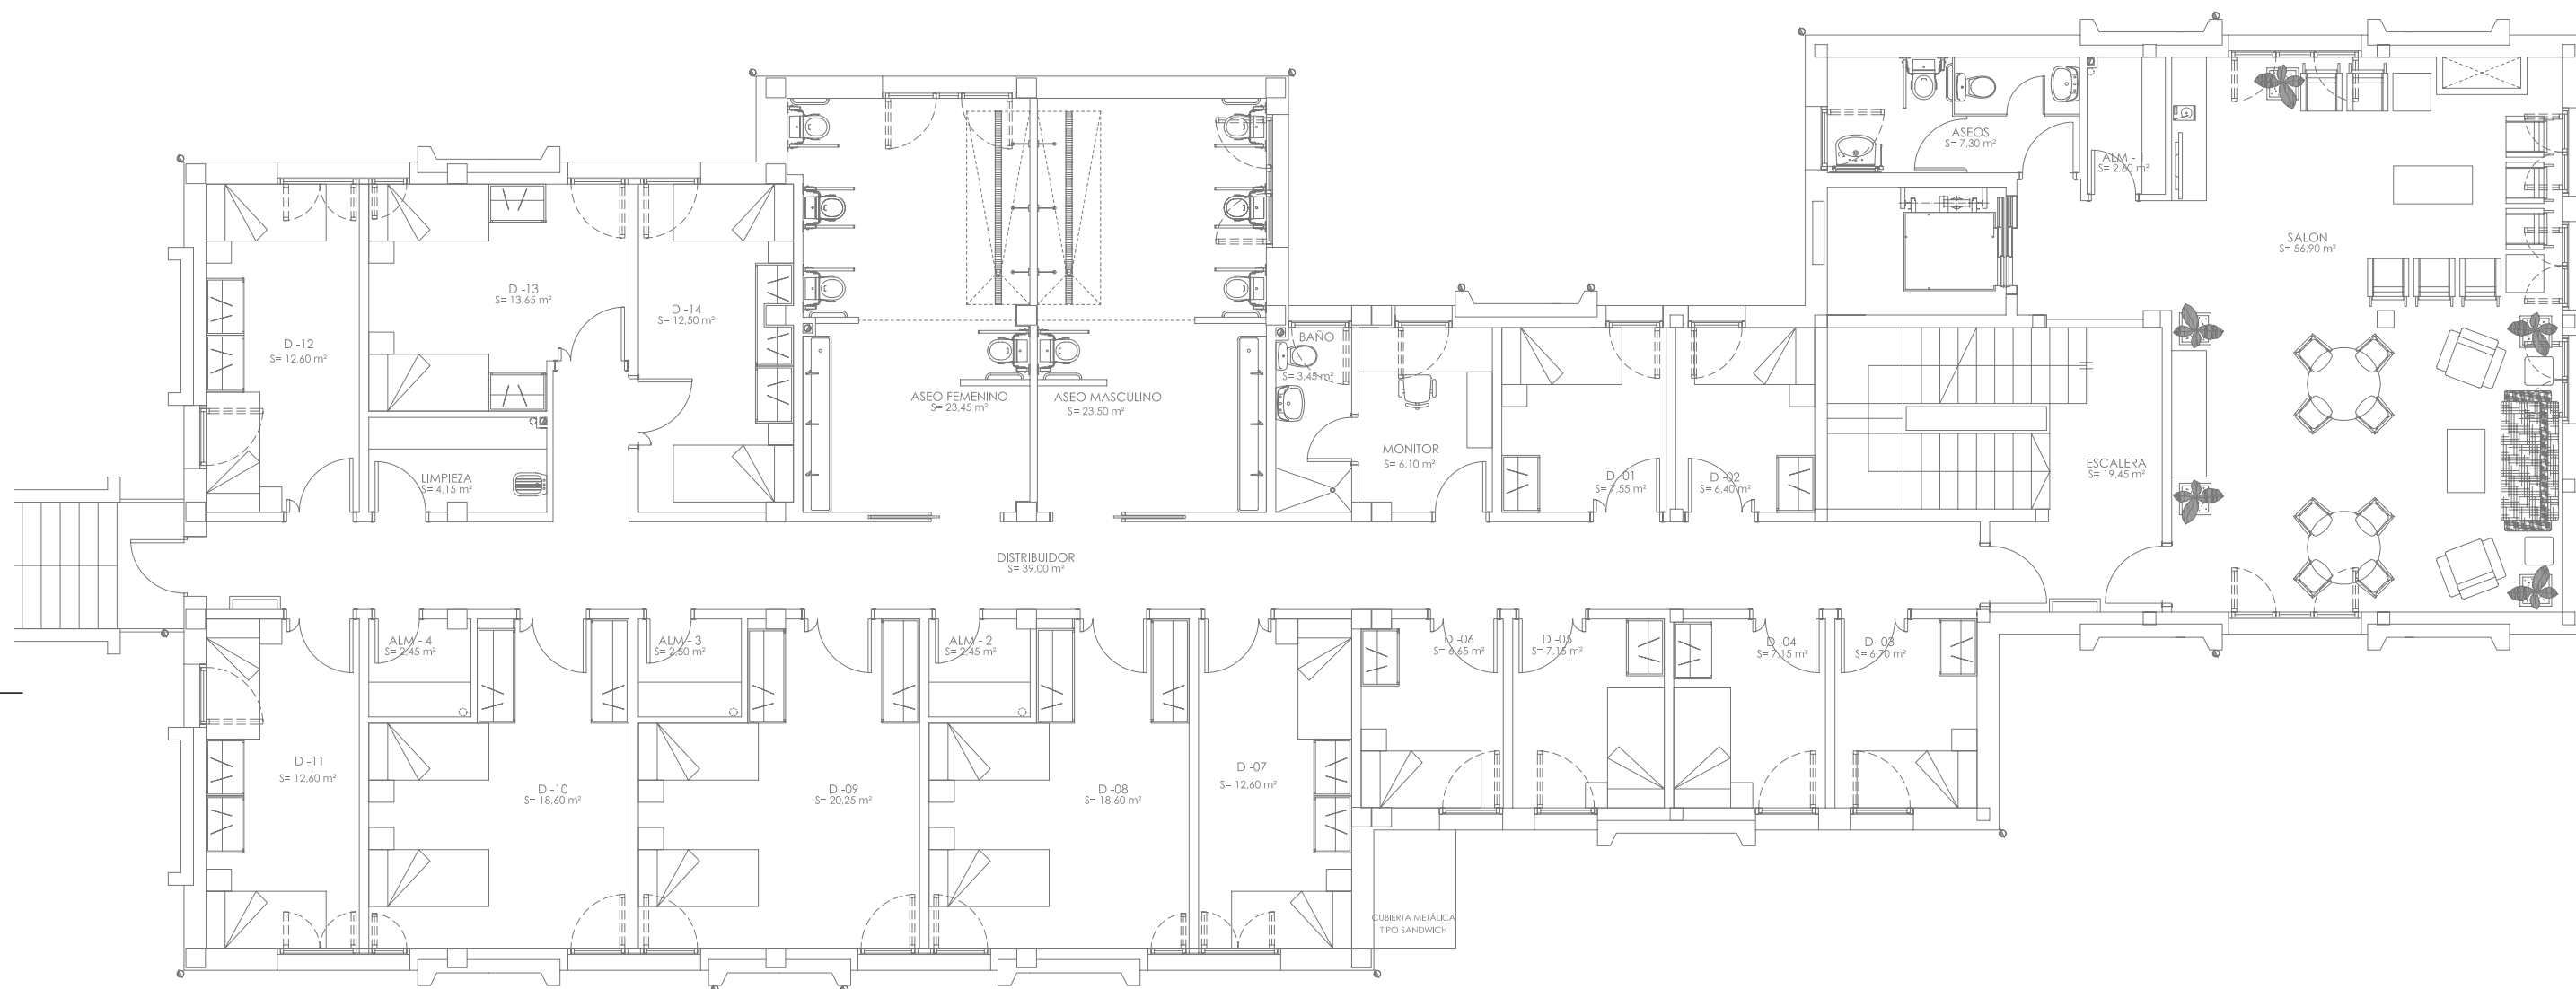 ASEOS
S= 7,30 m²
ALM - 1
S= 2,60 m²
SALON
S= 56,90 m²
D -13
S= 13,65 m²
D -14
S= 12,50 m²
D -12
S= 12,60 m²
BAÑO
S= 3,45 m²
ASEO FEMENINO
S= 23,45 m²
ASEO MASCULINO
S= 23,50 m²
MONITOR
S= 6,10 m²
LIMPIEZA
S= 4,15 m²
D -01
S= 7,55 m²
D -02
S= 6,40 m²
ESCALERA
S= 19,45 m²
DISTRIBUIDOR
S= 39,00 m²
ALM - 4
S= 2,45 m²
ALM - 3
S= 2,50 m²
ALM - 2
S= 2,45 m²
D -06
S= 6,65 m²
D -05
S= 7,15 m²
D -04
S= 7,15 m²
D -03
S= 6,70 m²
D -11
S= 12,60 m²
D -10
S= 18,60 m²
D -09
S= 20,25 m²
D -08
S= 18,60 m²
D -07
S= 12,60 m²
CUBIERTA METÁLICA
TIPO SANDWICH